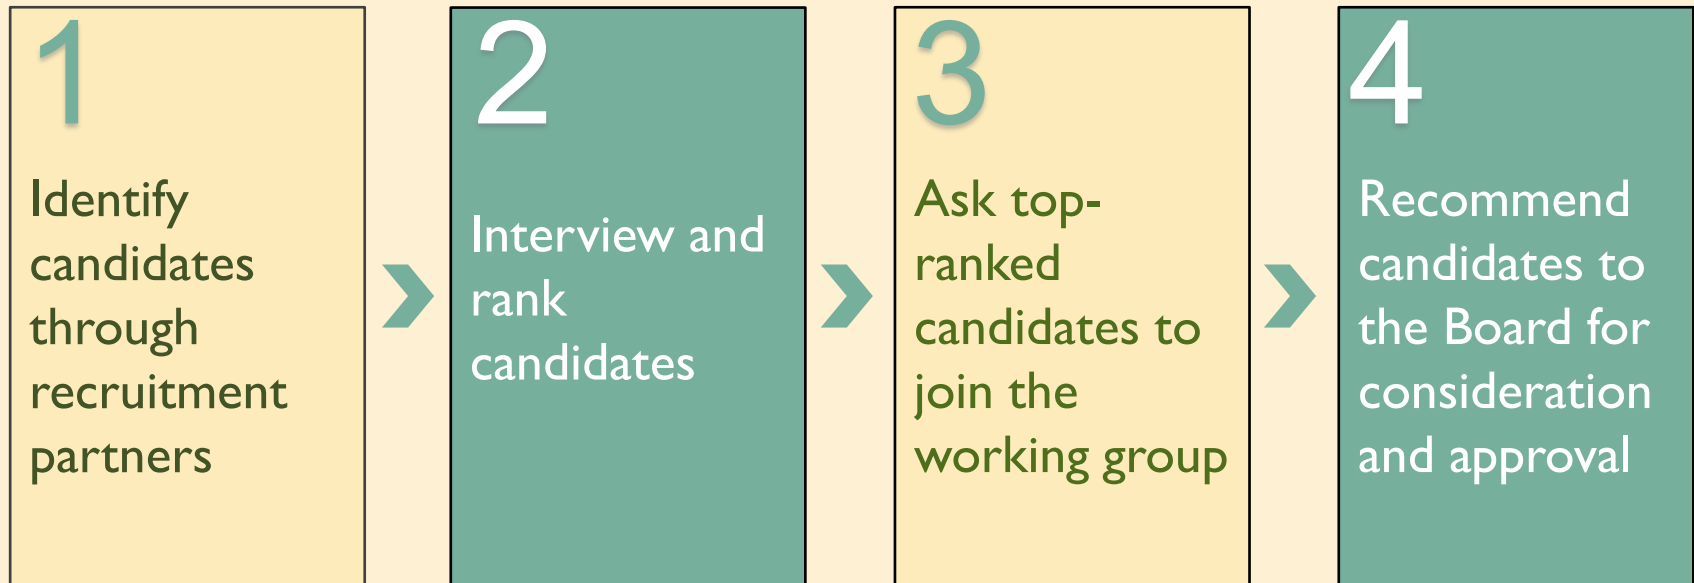 1
Identify
candidates
through
recruitment
partners
2
Interview and
rank
candidates
3
Ask top-
ranked
candidates to
join the
working group
4
Recommend
candidates to
the Board for
consideration
and approval